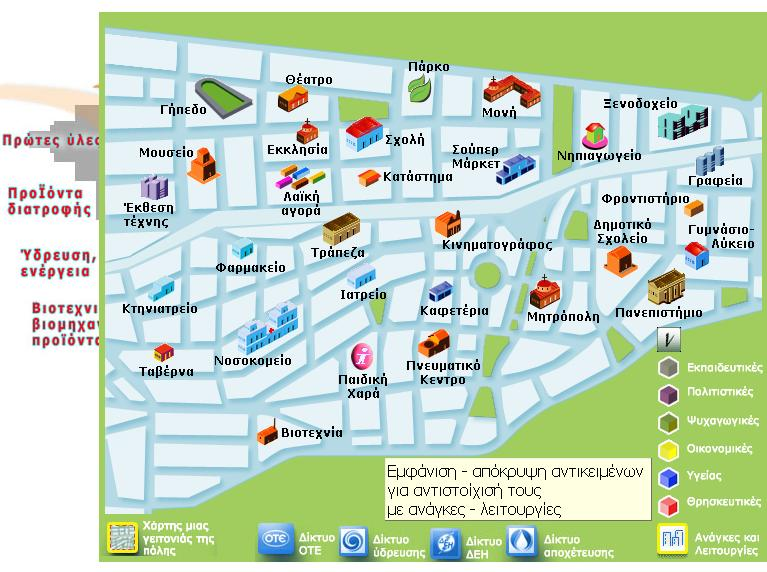 Πάρκο
Θέατρο
Γήπεδο
Μονή
Ξενοδοχείο
Πρώτες ύλες
Μουσείο
Εκκλησία
Σχολή
Σούπερ
Μάρκετ
Νηπιαγωγείο
Κατάστημα
Γραφεία
Προϊόντα
διατροφής
Έκθεση
τέχνης
Λαϊκή
αγορά
Φροντιστήριο
Δημοτικό
Σχολείο
Γυμνάσιο-
Λύκειο
Τράπεζα
Κινηματογράφος
Ύδρευση,
ενέργεια
Φαρμακείο
Ιατρείο
Κτηνιατρείο
Καφετέρια
Μητρόπολη
Πανεπιστήμιο
Βιοτεχνι
βιομηχαν
προϊόντα
Νοσοκομείο
Ταβέρνα
Παιδική
Χαρά
Πνευματικό
Κεντρο
Εκπαιδευτικές
Πολιτιστικές
Ψυχαγωγικές
Οικονομικές
Υγείας
Θρησκευτικές
Βιοτεχνία
Εμφάνιση - απόκρυψη αντικειμένων
για αντιστοίχισή τους
με ανάγκες - λειτουργίες
Χάρτης μιας
γειτονιάς της
πόλης
ΟΤΕ
Δίκτυο
ΟΤΕ
Δίκτυο
ύδρευσης
Δίκτυο
ΔΕΗ
Δίκτυο
αποχέτευσης
Ανάγκες και
Λειτουργίες